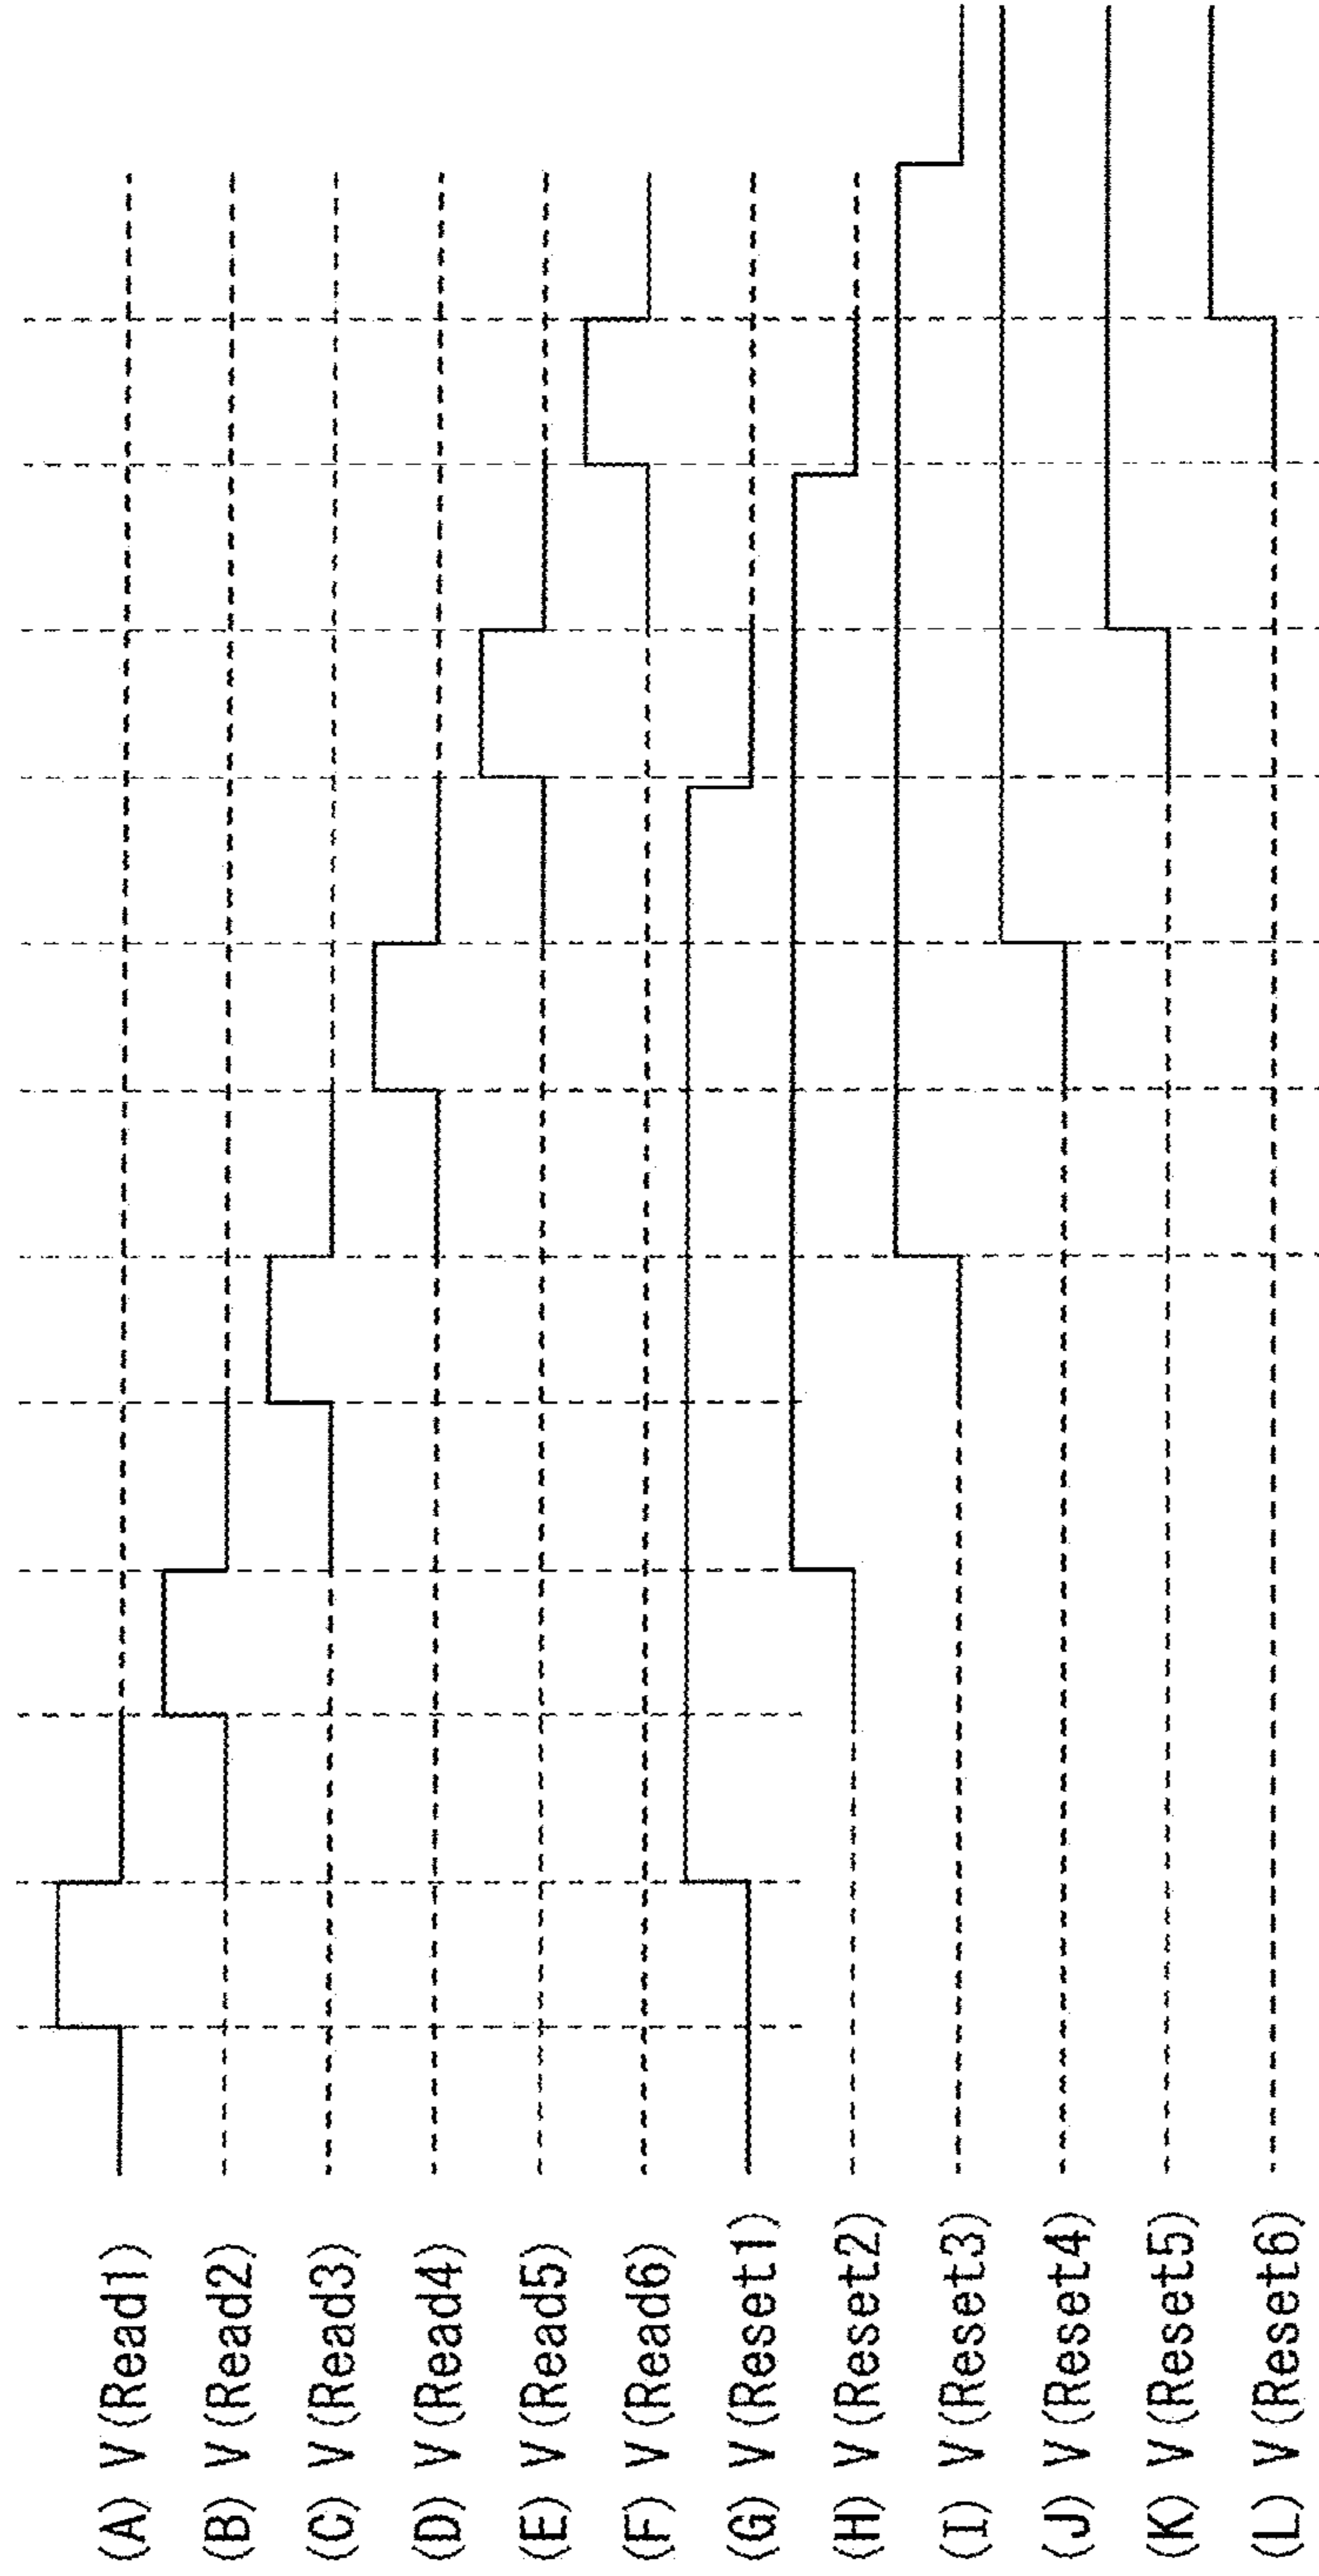 (A) V(Read1)
(B) V(Read2)
(C) V(Read3)
(D) V(Read4)
(E) V(Read5)
(F) V(Read6)
(G) V(Reset1)
(H) V(Reset2)
(I) V(Reset3)
(J) V(Reset4)
(K) V(Reset5)
(L) V(Reset6)